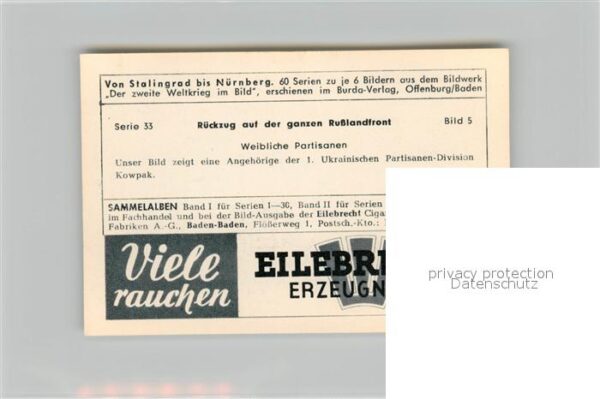 Von Stalingrad bis Nürnberg. 60 Serien zu je 6 Bildern aus dem Bildwerk
„Der zweite Weltkrieg im Bild", erschienen im Burda-Verlag, Offenburg/Baden
Serie 33 Rückzug auf der ganzen Rußlandfront Bild 5
Weibliche Partisanen
Unser Bild zeigt eine Angehörige der 1. Ukrainischen Partisanen-Division
Kowpak.
SAMMELALBEN Band I für Serien 1—30, Band II für Serien
im Fachhandel und bei der Bild-Ausgabe der Eilebrecht Ciga
Fabriken A.-G., Baden-Baden, Flößerweg 1, Postsch.-Kto.:
Viele
rauchen
EILEBRE
ERZEUGN
privacy protection
Datenschutz